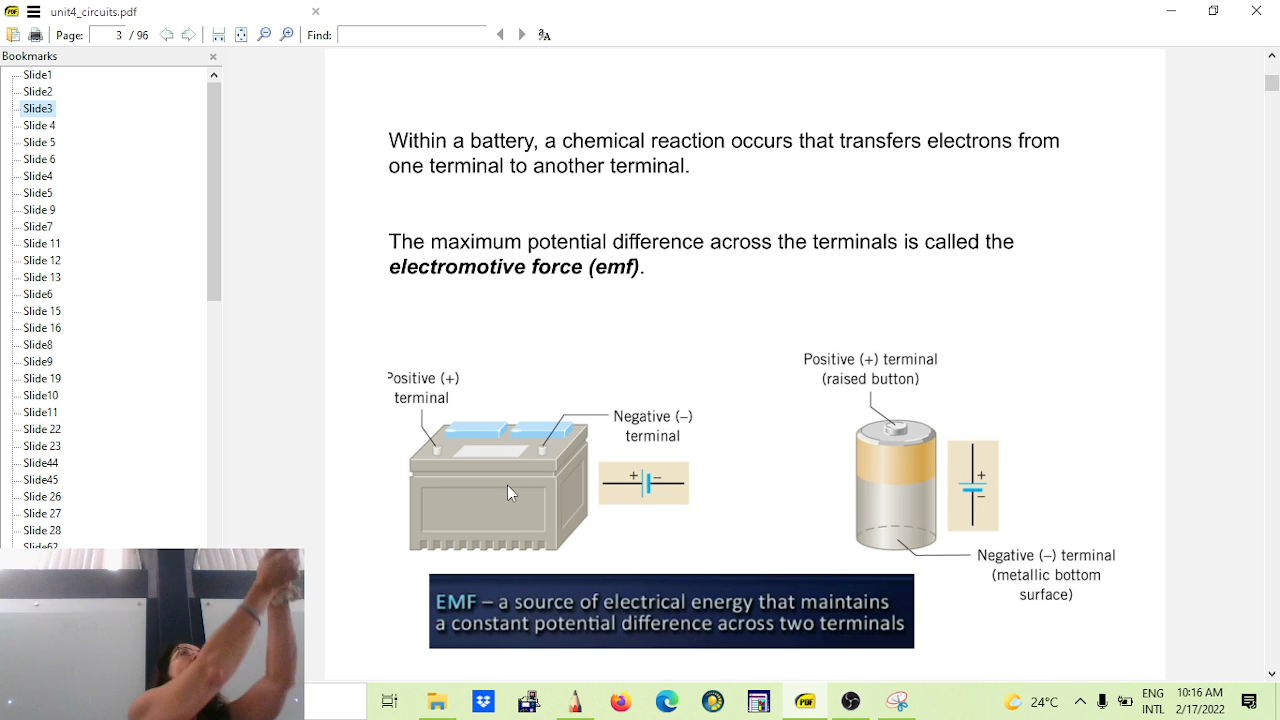 unit4_circuits.pdf
Page: 3 / 96 Find:
Bookmarks
Slide1
Slide2
Slide3
Slide 4
Slide 5
Slide 6
Slide4
Slide5
Slide 9
Slide7
Slide 11
Slide 12
Slide 13
Slide6
Slide 15
Slide 16
Slide8
Slide9
Slide 19
Slide10
Slide11
Slide 22
Slide 23
Slide44
Slide45
Slide 26
Slide 27
Slide 28
Within a battery, a chemical reaction occurs that transfers electrons from
one terminal to another terminal.
The maximum potential difference across the terminals is called the
electromotive force (emf).
Positive (+)
terminal
Negative (–)
terminal
+ –
Positive (+) terminal
(raised button)
+
–
Negative (–) terminal
(metallic bottom
surface)
EMF – a source of electrical energy that maintains
a constant potential difference across two terminals
PDF
24°C
ENG
INTL
10:16 AM
2/17/2022